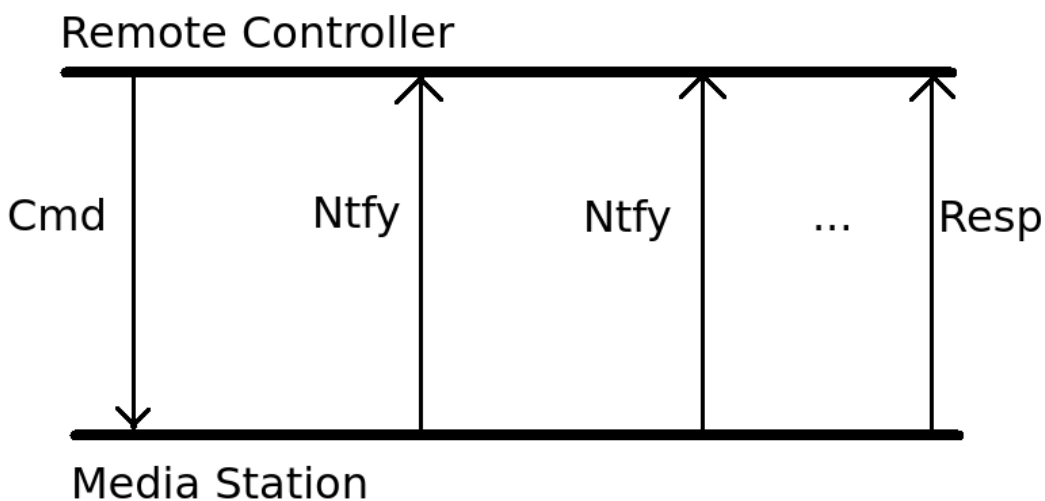 Remote Controller
Cmd
Ntfy
Ntfy
...
Resp
Media Station